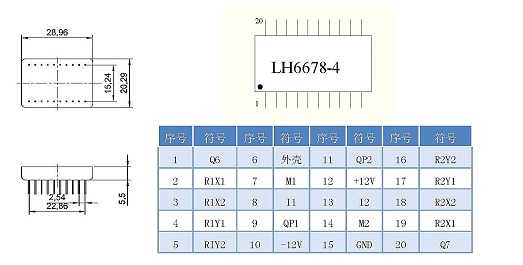 28,96
15,24
20,29
20
LH6678-4
1
2,54
22,86
5,5
序号 符号 序号 符号 序号 符号 序号 符号
1 Q6 6 外壳 11 QP2 16 R2Y2
2 R1X1 7 M1 12 +12V 17 R2Y1
3 R1X2 8 I1 13 I2 18 R2X2
4 R1Y1 9 QP1 14 M2 19 R2X1
5 R1Y2 10 -12V 15 GND 20 Q7